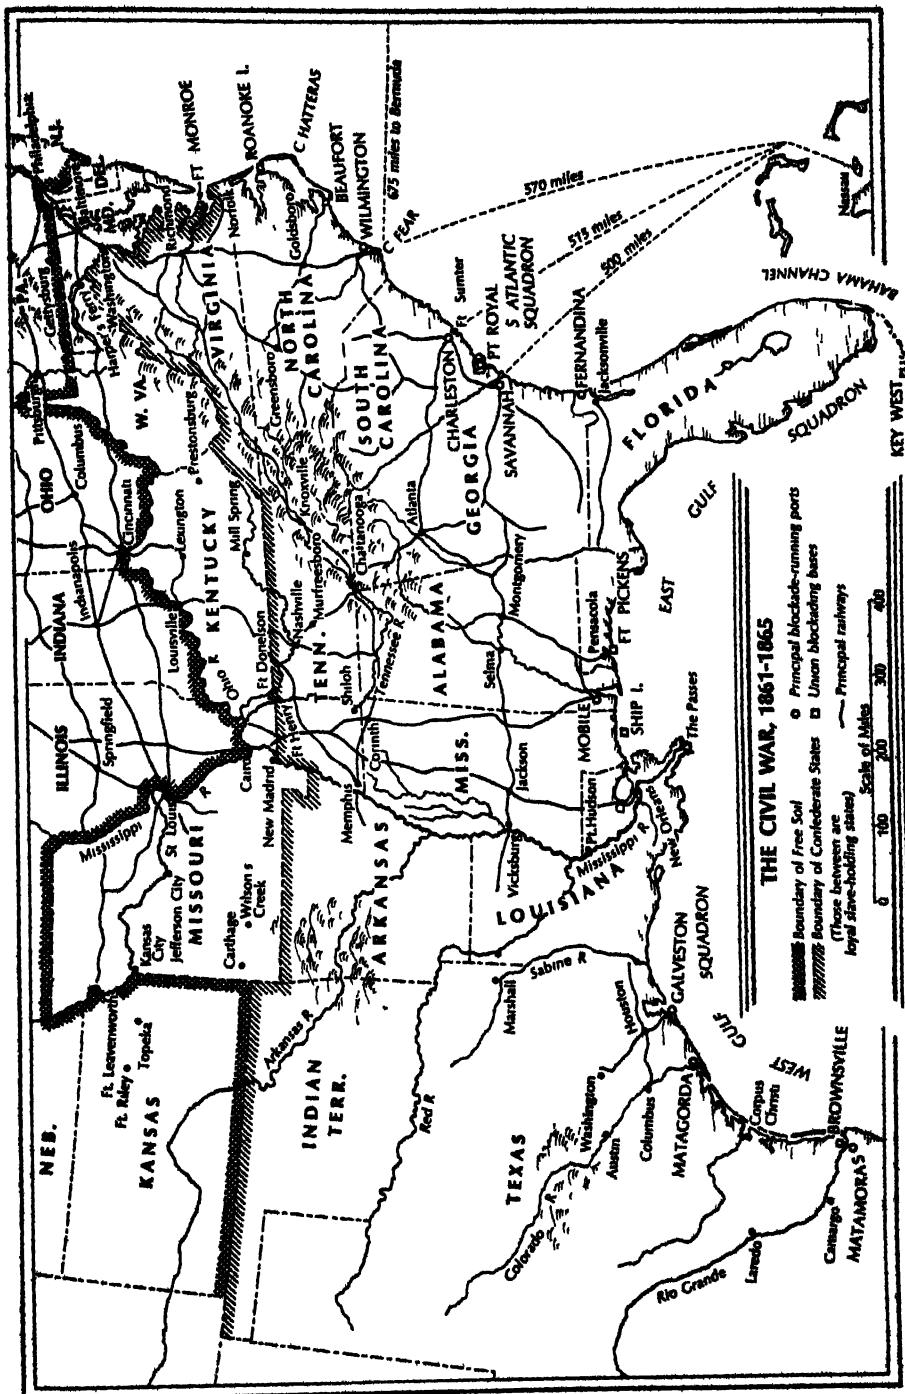 NEB.
KANSAS
Ft. Leavenworth
Ft. Riley
Topeka
Kansas
City
Jefferson City
MISSOURI
St Louis
Mississippi
R
Carthage
Wilson s
Creek
New Madrid
ILLINOIS
Springfield
INDIANA
Indianapolis
OHIO
Columbus
Cincinnati
Pittsburg
PA.
Gettysburg
Philadelphia
N.J.
DEL.
MD.
Baltimore
Harper's Ferry
Washington
W. VA.
VIRGINIA
Richmond
FT MONROE
Norfolk
ROANOKE I.
C HATTERAS
KENTUCKY
Louisville
Lexington
Prestonsburg
Mill Spring
Ohio
R
Cairo
Ft Donelson
Ft Henry
TENN.
Nashville
Murfreesboro
Knoxville
Chattanooga
Shiloh
Tennessee R
Memphis
Corinth
NORTH
CAROLINA
Greensboro
Goldsboro
BEAUFORT
WILMINGTON
C FEAR
675 miles to Bermuda
570 miles
515 miles
500 miles
SOUTH
CAROLINA
CHARLESTON
Ft Sumter
PT ROYAL
S ATLANTIC
SQUADRON
SAVANNAH
GEORGIA
Atlanta
ALABAMA
Montgomery
Selma
MISS.
Jackson
Vicksburg
ARKANSAS
Arkansas R
INDIAN
TERR.
Red R
TEXAS
Marshall
Sabine R
LOUISIANA
Pt. Hudson
Mississippi R
New Orleans
The Passes
MOBILE
SHIP I.
Pensacola
FT PICKENS
FERNANDINA
Jacksonville
FLORIDA
EAST
GULF
SQUADRON
KEY WEST
BAHAMA CHANNEL
Nassau
Washington
Austin
Houston
Columbus
GALVESTON
SQUADRON
MATAGORDA
GULF
WEST
Corpus
Christi
BROWNSVILLE
MATAMORAS
Camargo
Laredo
Rio Grande
Colorado
R
THE CIVIL WAR, 1861-1865
Boundary of Free Soil
Boundary of Confederate States
(Those between are
loyal slave-holding states)
Principal blockade-running ports
Union blockading bases
Principal railways
Scale of Miles
0 100 200 300 400